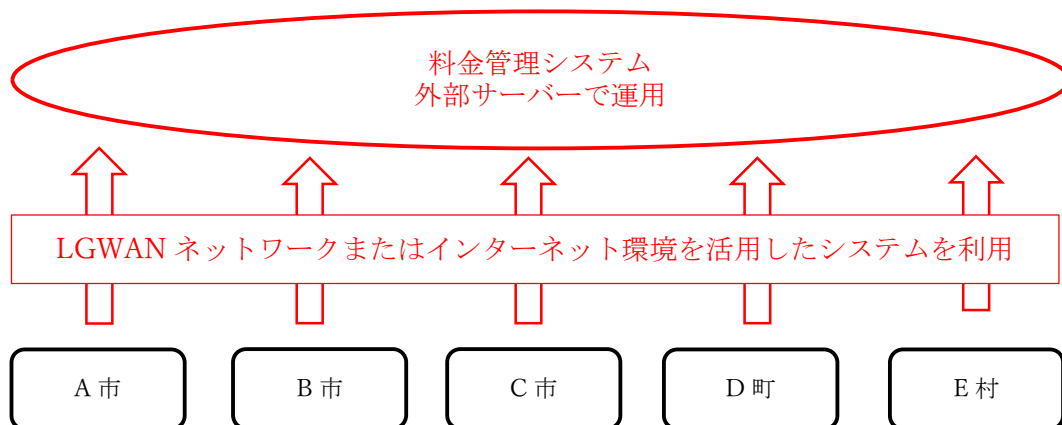 料金管理システム
外部サーバーで運用
LGWAN ネットワークまたはインターネット環境を活用したシステムを利用
A 市
B 市
C 市
D 町
E 村